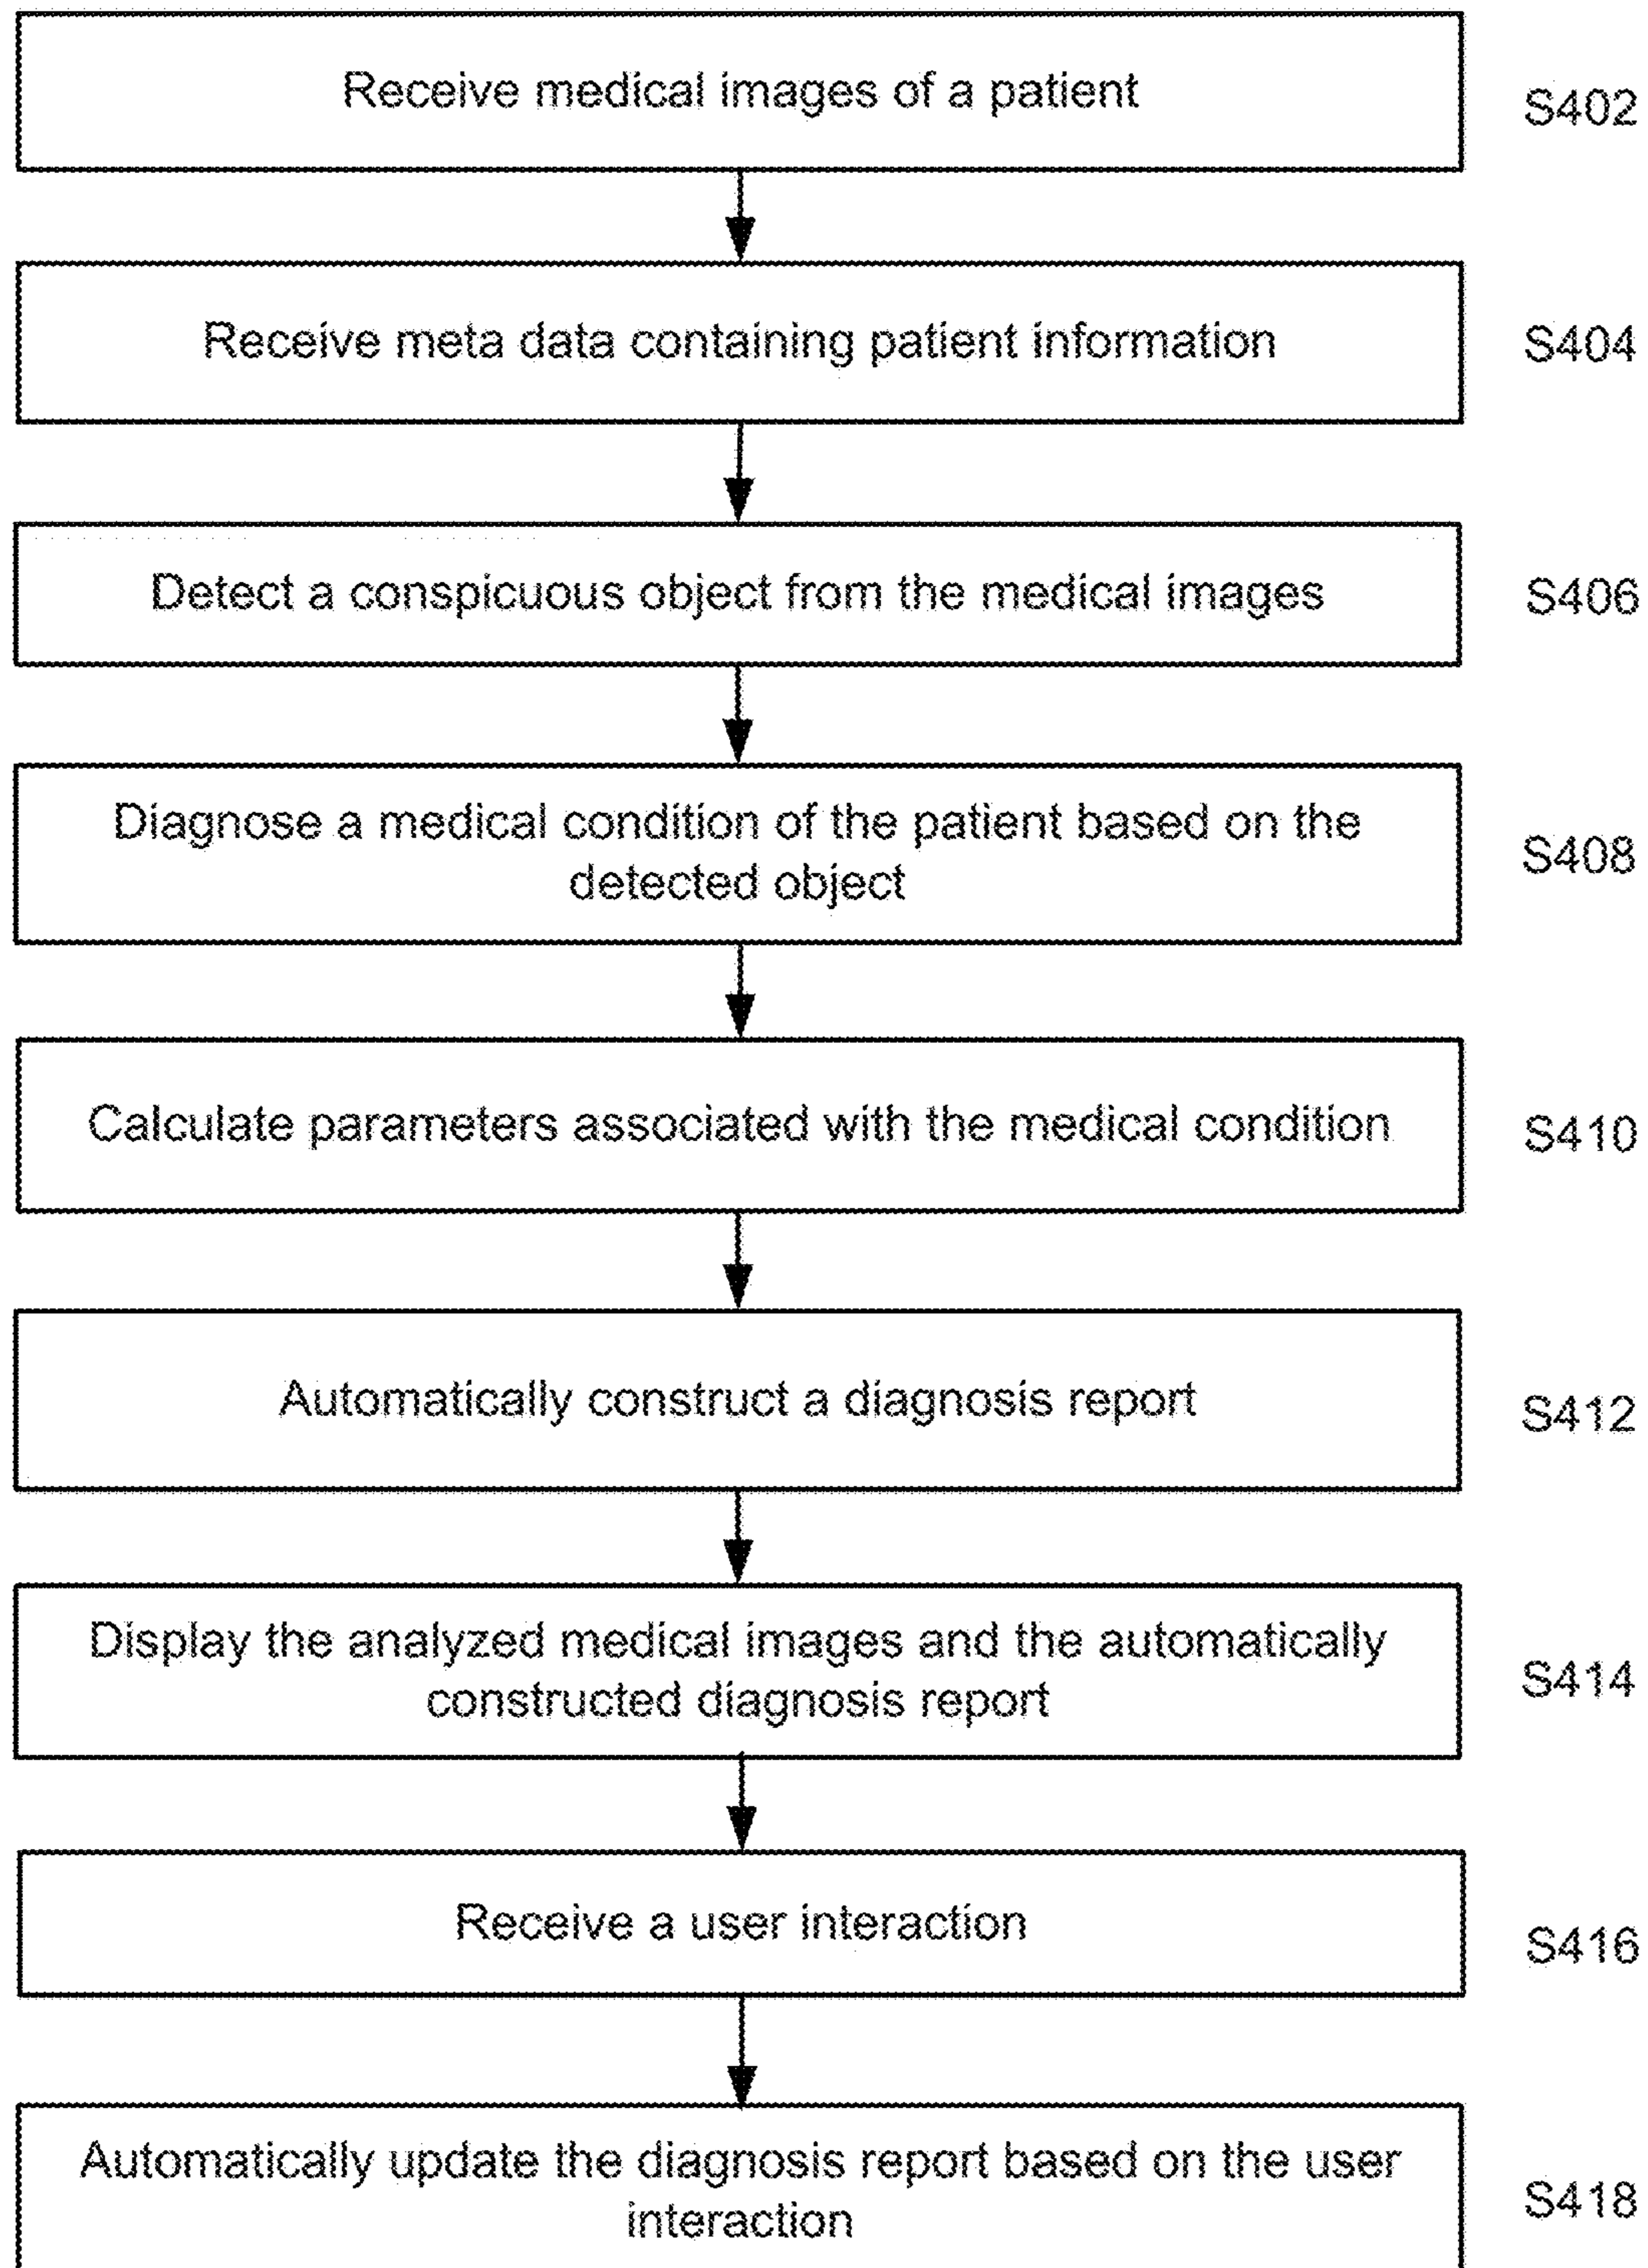 Receive medical images of a patient
S402
Receive meta data containing patient information
S404
Detect a conspicuous object from the medical images
S406
Diagnose a medical condition of the patient based on the
detected object
S408
Calculate parameters associated with the medical condition
S410
Automatically construct a diagnosis report
S412
Display the analyzed medical images and the automatically
constructed diagnosis report
S414
Receive a user interaction
S416
Automatically update the diagnosis report based on the user
interaction
S418